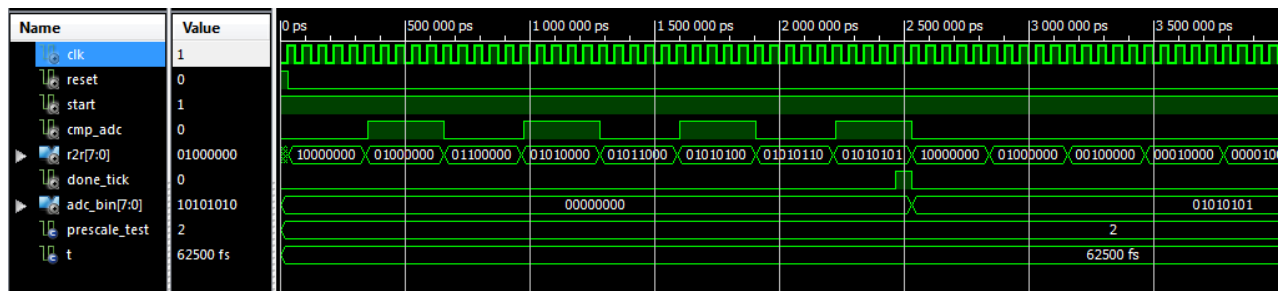 Name Value 0 ps 500 000 ps 1 000 000 ps 1 500 000 ps 2 000 000 ps 2 500 000 ps 3 000 000 ps 3 500 000 ps
clk 1
reset 0
start 1
cmp_adc 0
r2r[7:0] 01000000 10000000 01000000 01100000 01010000 01011000 01010100 01010110 01010101 10000000 01000000 00100000 00010000 0000100
done_tick 0
adc_bin[7:0] 10101010 00000000 01010101
prescale_test 2 2
t 62500 fs 62500 fs